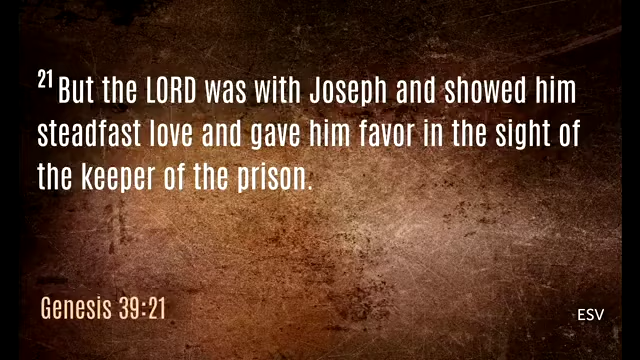 21 But the LORD was with Joseph and showed him
steadfast love and gave him favor in the sight of
the keeper of the prison.
Genesis 39:21
ESV